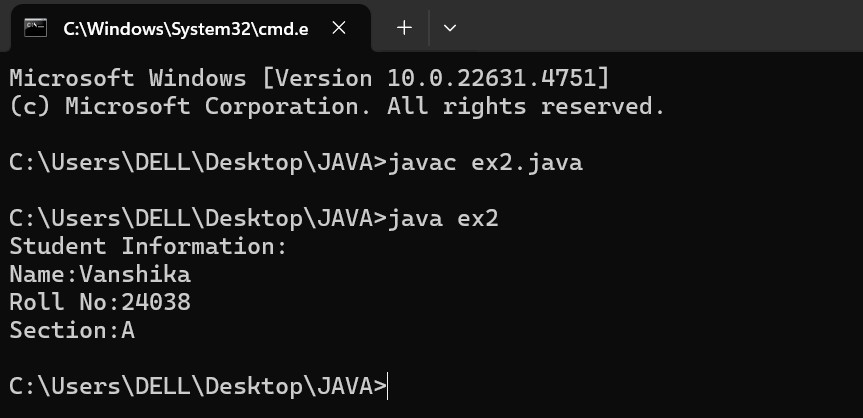 C:\Windows\System32\cmd.e
Microsoft Windows [Version 10.0.22631.4751]
(c) Microsoft Corporation. All rights reserved.
C:\Users\DELL\Desktop\JAVA>javac ex2.java
C:\Users\DELL\Desktop\JAVA>java ex2
Student Information:
Name:Vanshika
Roll No:24038
Section:A
C:\Users\DELL\Desktop\JAVA>